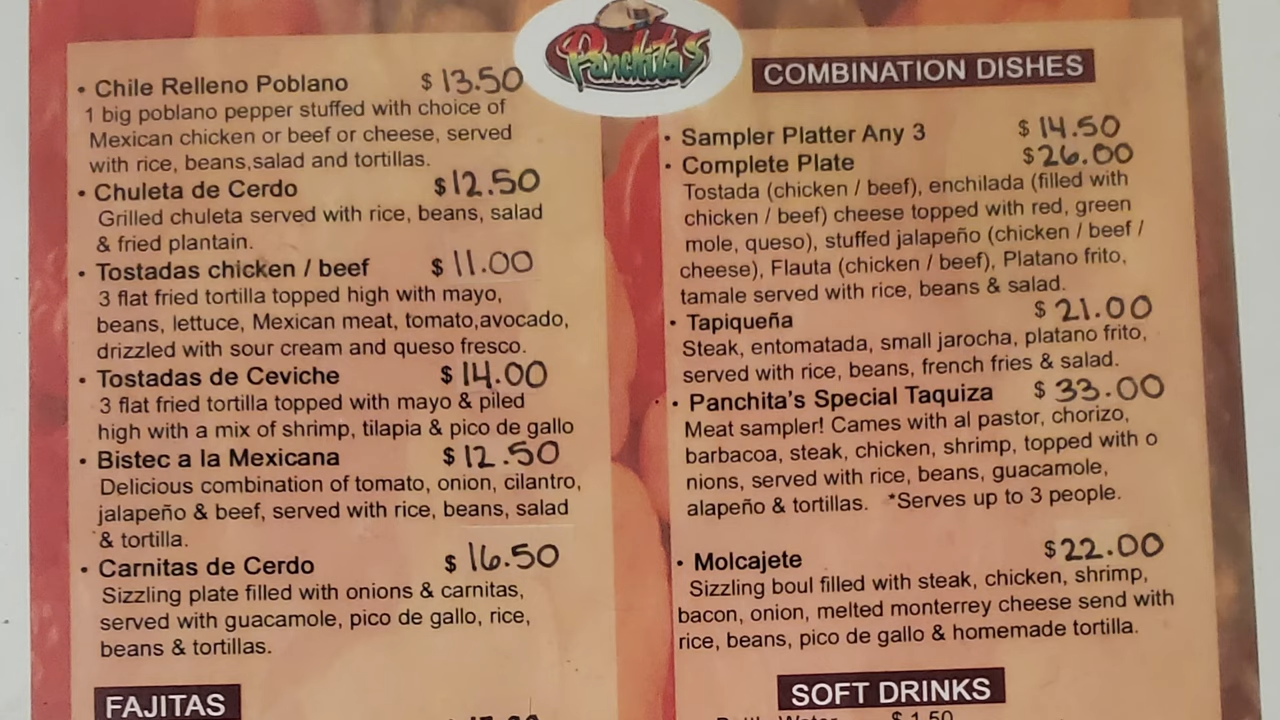 Panchita's
• Chile Relleno Poblano $ 13.50
1 big poblano pepper stuffed with choice of
Mexican chicken or beef or cheese, served
with rice, beans,salad and tortillas.
• Chuleta de Cerdo $12.50
Grilled chuleta served with rice, beans, salad
& fried plantain.
• Tostadas chicken / beef $ 11.00
3 flat fried tortilla topped high with mayo,
beans, lettuce, Mexican meat, tomato,avocado,
drizzled with sour cream and queso fresco.
• Tostadas de Ceviche $ 14.00
3 flat fried tortilla topped with mayo & piled
high with a mix of shrimp, tilapia & pico de gallo
• Bistec a la Mexicana $ 12.50
Delicious combination of tomato, onion, cilantro,
jalapeño & beef, served with rice, beans, salad
& tortilla.
• Carnitas de Cerdo $ 16.50
Sizzling plate filled with onions & carnitas,
served with guacamole, pico de gallo, rice,
beans & tortillas.
FAJITAS
COMBINATION DISHES
• Sampler Platter Any 3 $ 14.50
• Complete Plate $26.00
Tostada (chicken / beef), enchilada (filled with
chicken / beef) cheese topped with red, green
mole, queso), stuffed jalapeño (chicken / beef /
cheese), Flauta (chicken / beef), Platano frito,
tamale served with rice, beans & salad.
• Tapiqueña $ 21.00
Steak, entomatada, small jarocha, platano frito,
served with rice, beans, french fries & salad.
• Panchita's Special Taquiza $ 33.00
Meat sampler! Cames with al pastor, chorizo,
barbacoa, steak, chicken, shrimp, topped with o
nions, served with rice, beans, guacamole,
alapeño & tortillas. *Serves up to 3 people.
• Molcajete $22.00
Sizzling boul filled with steak, chicken, shrimp,
bacon, onion, melted monterrey cheese send with
rice, beans, pico de gallo & homemade tortilla.
SOFT DRINKS
Water $ 1.50